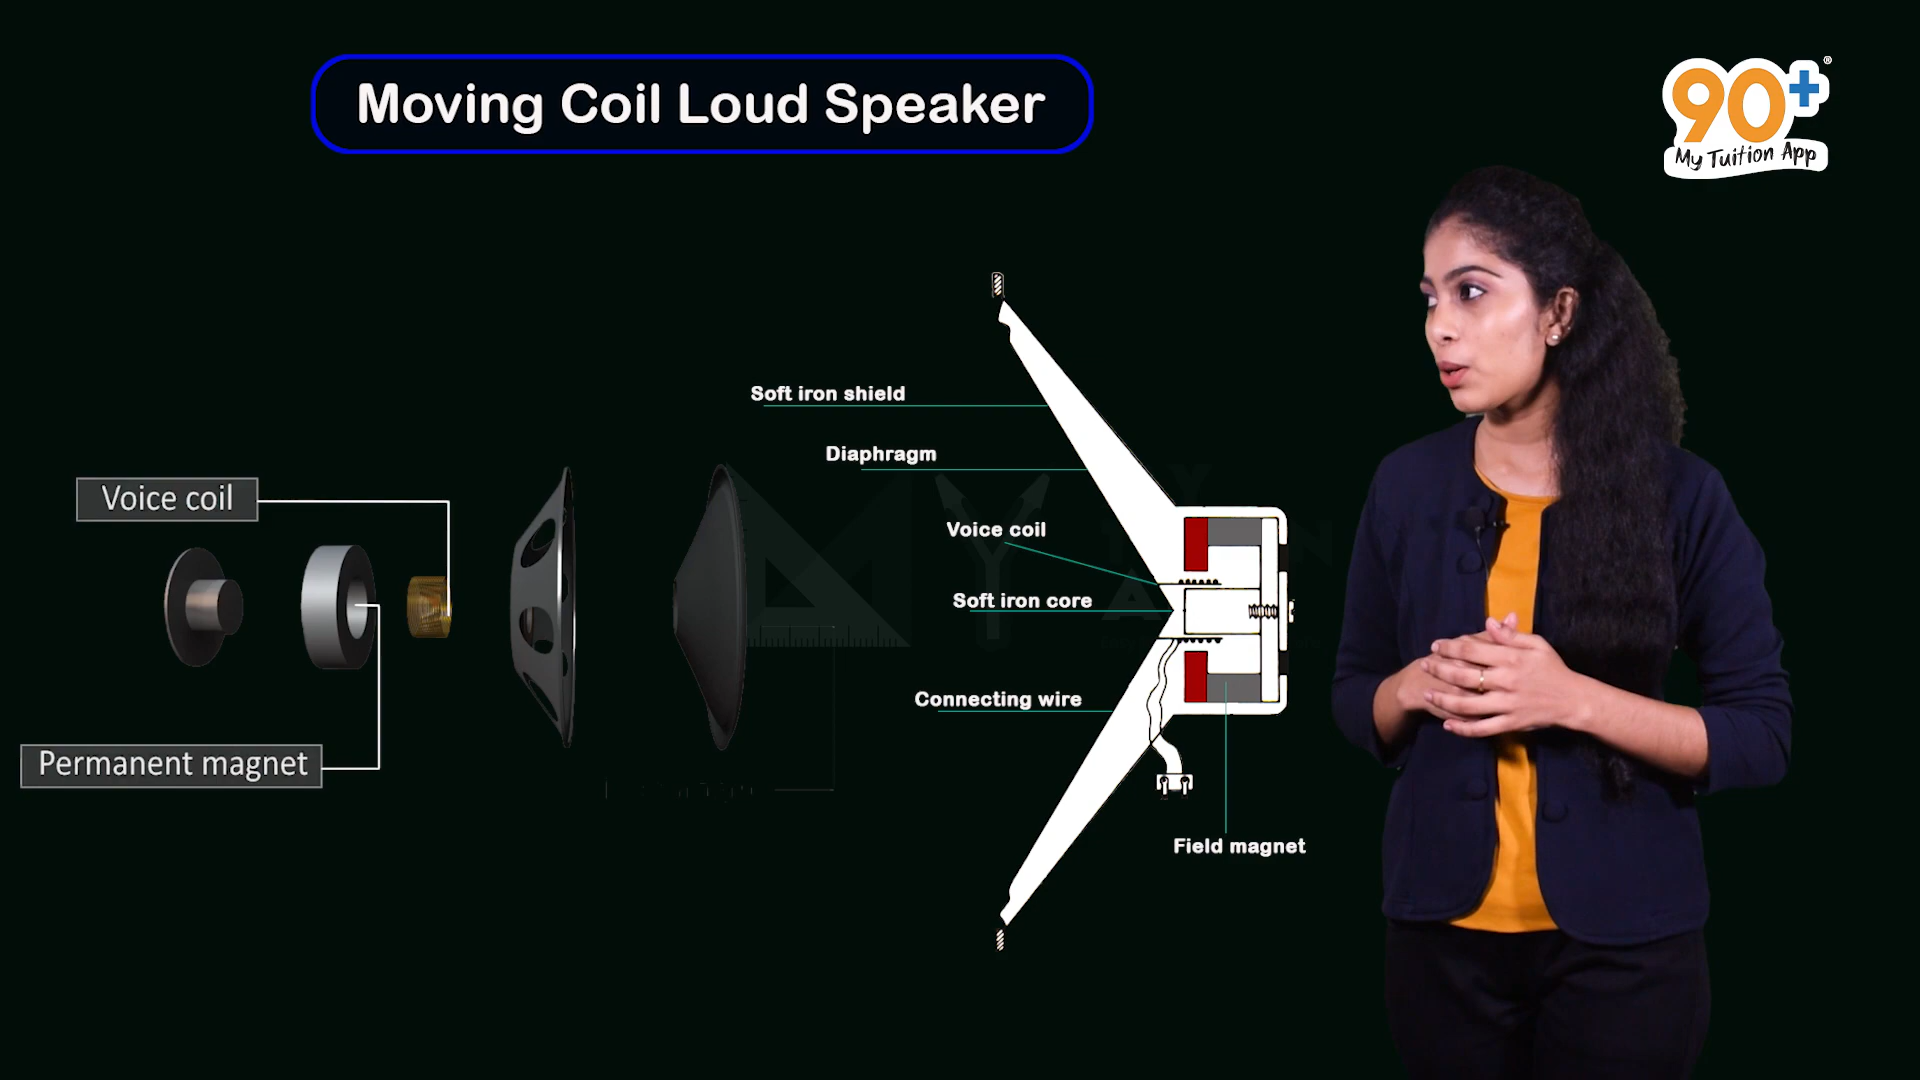 Moving Coil Loud Speaker
90+
®
My Tuition App
Soft iron shield
Diaphragm
Voice coil
Voice coil
Soft iron core
Connecting wire
Permanent magnet
Field magnet